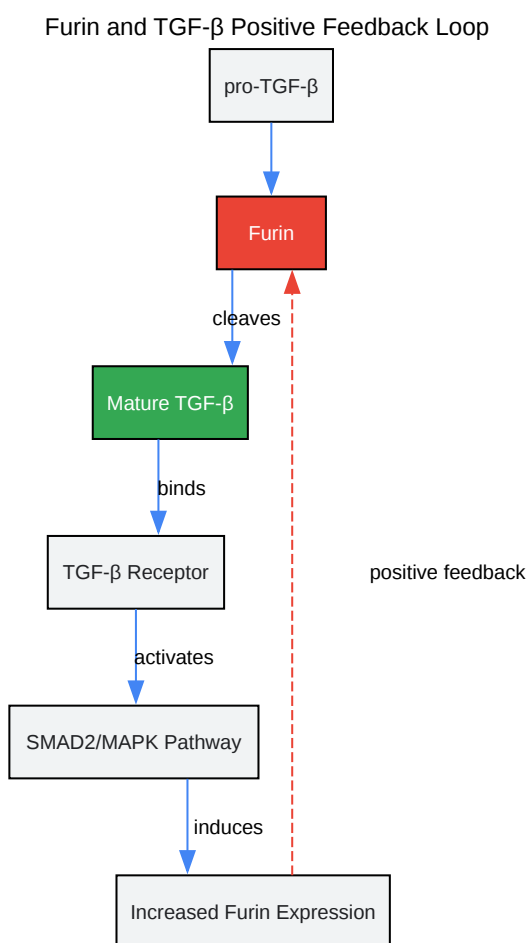 Furin and TGF-β Positive Feedback Loop
pro-TGF-β
Furin
cleaves
Mature TGF-β
binds
TGF-β Receptor
positive feedback
activates
SMAD2/MAPK Pathway
induces
Increased Furin Expression